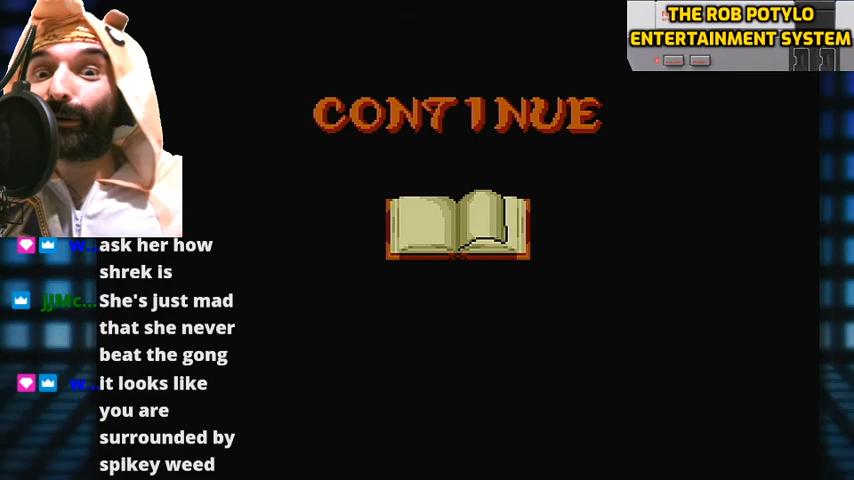 THE ROB POTYLO
ENTERTAINMENT SYSTEM
CONTINUE
w... ask her how
shrek is
JJMc... She's just mad
that she never
beat the gong
w... it looks like
you are
surrounded by
spikey weed